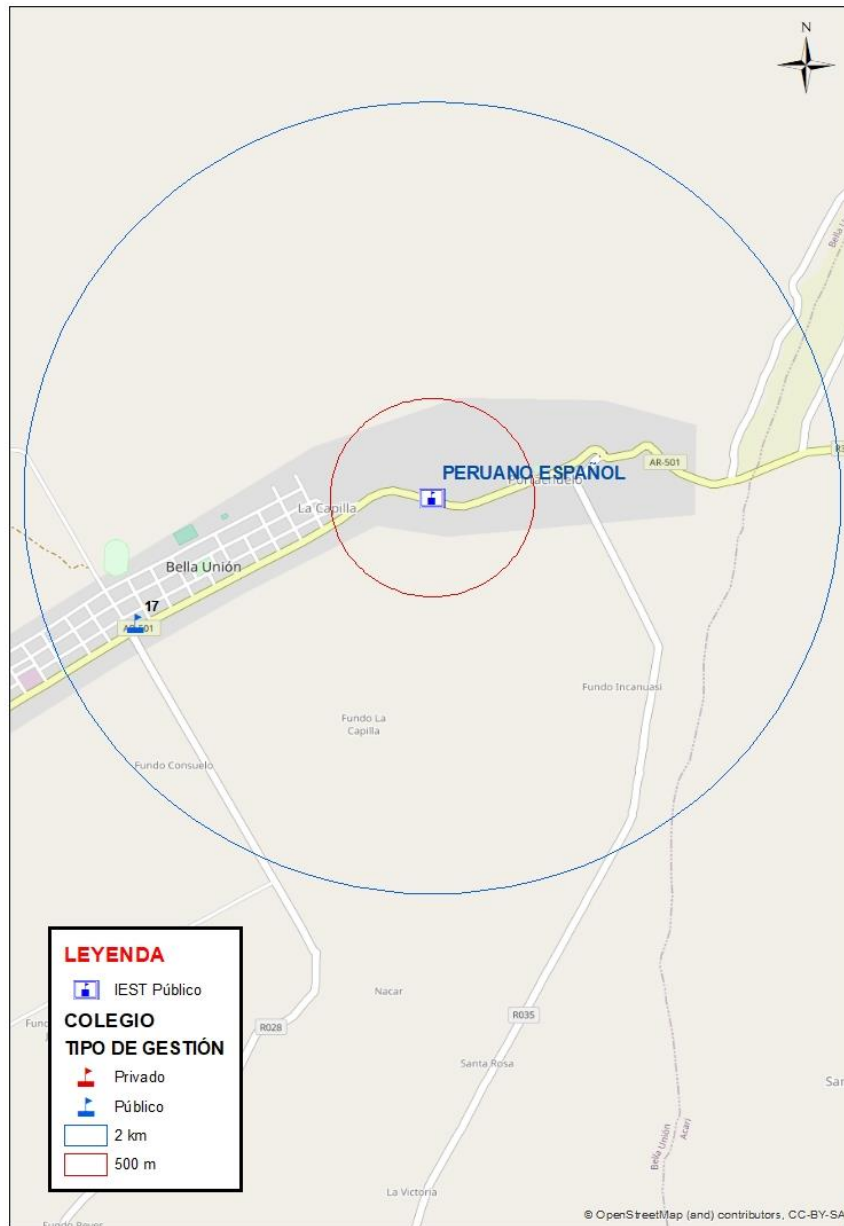 N
Bella U
PERUANO ESPAÑOL
AR-501
La Capilla
Bella Unión
17
AR-501
Fundo Incanuasi
Fundo La
Capilla
Fundo Consuelo
LEYENDA
IEST Público
COLEGIO
TIPO DE GESTIÓN
Privado
Público
2 km
500 m
Nacar
R028
R035
Santa Rosa
Bella Unión
Acarí
La Victoria
© OpenStreetMap (and) contributors, CC-BY-SA